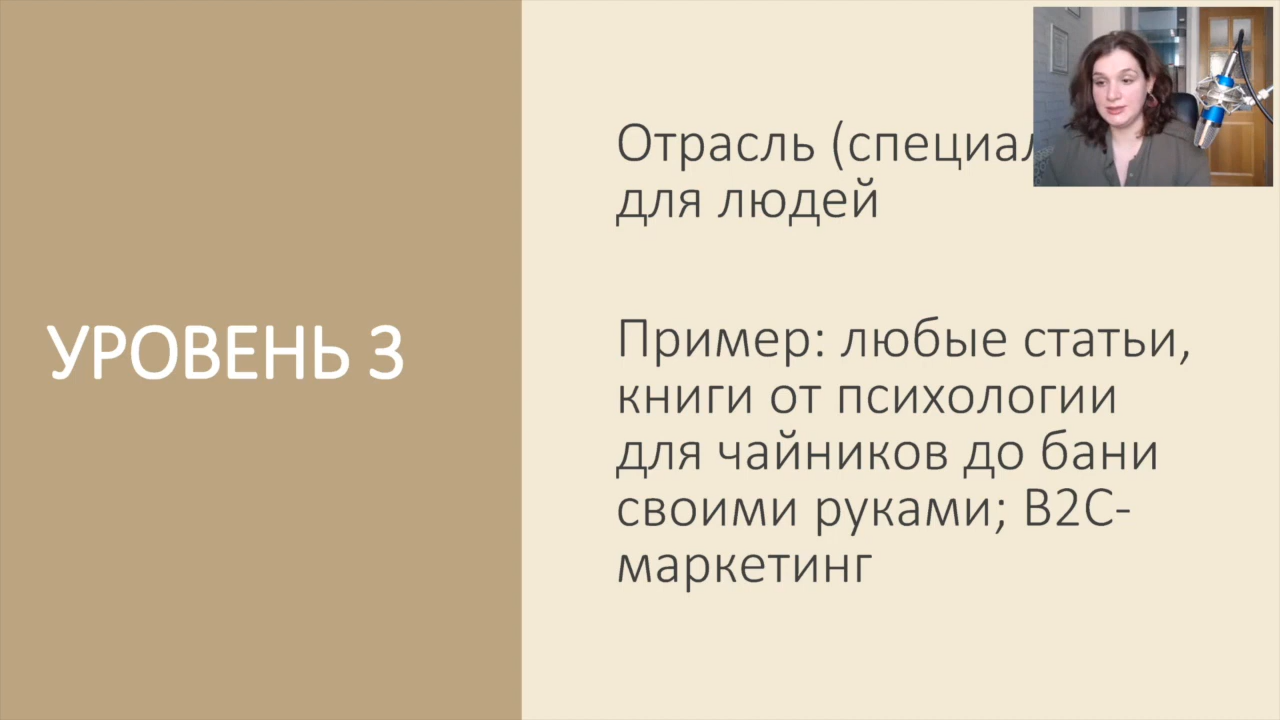 УРОВЕНЬ 3
Отрасль
для людей
Пример: любые статьи,
книги от психологии
для чайников до бани
своими руками; B2C-
маркетинг